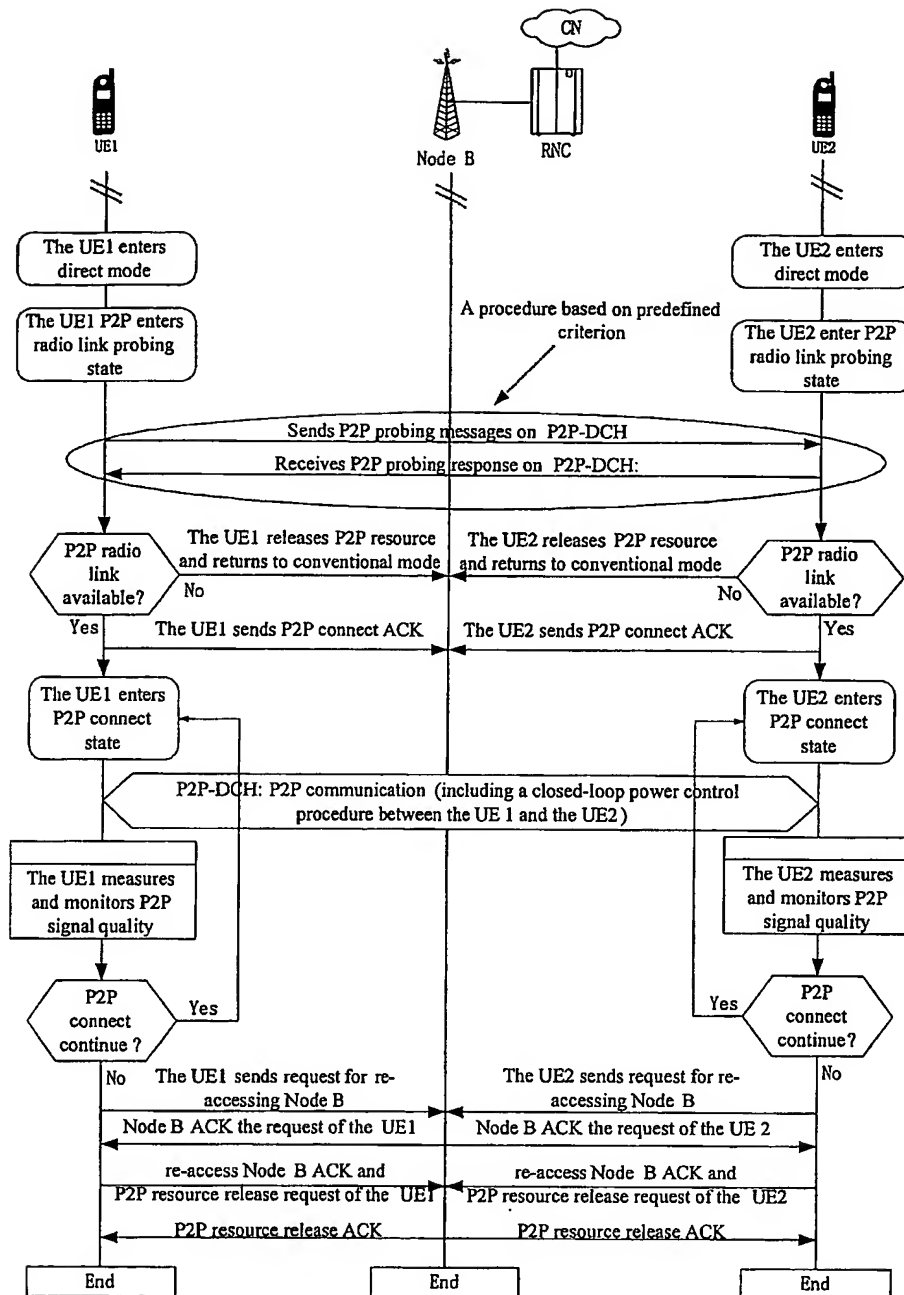 CN
UE1
Node B
RNC
UE2
The UE1 enters
direct mode
The UE2 enters
direct mode
The UE1 P2P enters
radio link probing
state
A procedure based on predefined
criterion
The UE2 enter P2P
radio link probing
state
Sends P2P probing messages on P2P-DCH
Receives P2P probing response on P2P-DCH:
P2P radio
link
available?
The UE1 releases P2P resource
and returns to conventional mode
No
The UE2 releases P2P resource
and returns to conventional mode
No
P2P radio
link
available?
Yes
The UE1 sends P2P connect ACK
The UE2 sends P2P connect ACK
Yes
The UE1 enters
P2P connect
state
The UE2 enters
P2P connect
state
P2P-DCH: P2P communication (including a closed-loop power control
procedure between the UE 1 and the UE2)
The UE1 measures
and monitors P2P
signal quality
The UE2 measures
and monitors P2P
signal quality
P2P
connect
continue ?
Yes
Yes
P2P
connect
continue?
No
The UE1 sends request for re-
accessing Node B
The UE2 sends request for re-
accessing Node B
No
Node B ACK the request of the UE1
Node B ACK the request of the UE 2
re-access Node B ACK and
P2P resource release request of the UE1
re-access Node B ACK and
P2P resource release request of the UE2
P2P resource release ACK
P2P resource release ACK
End
End
End